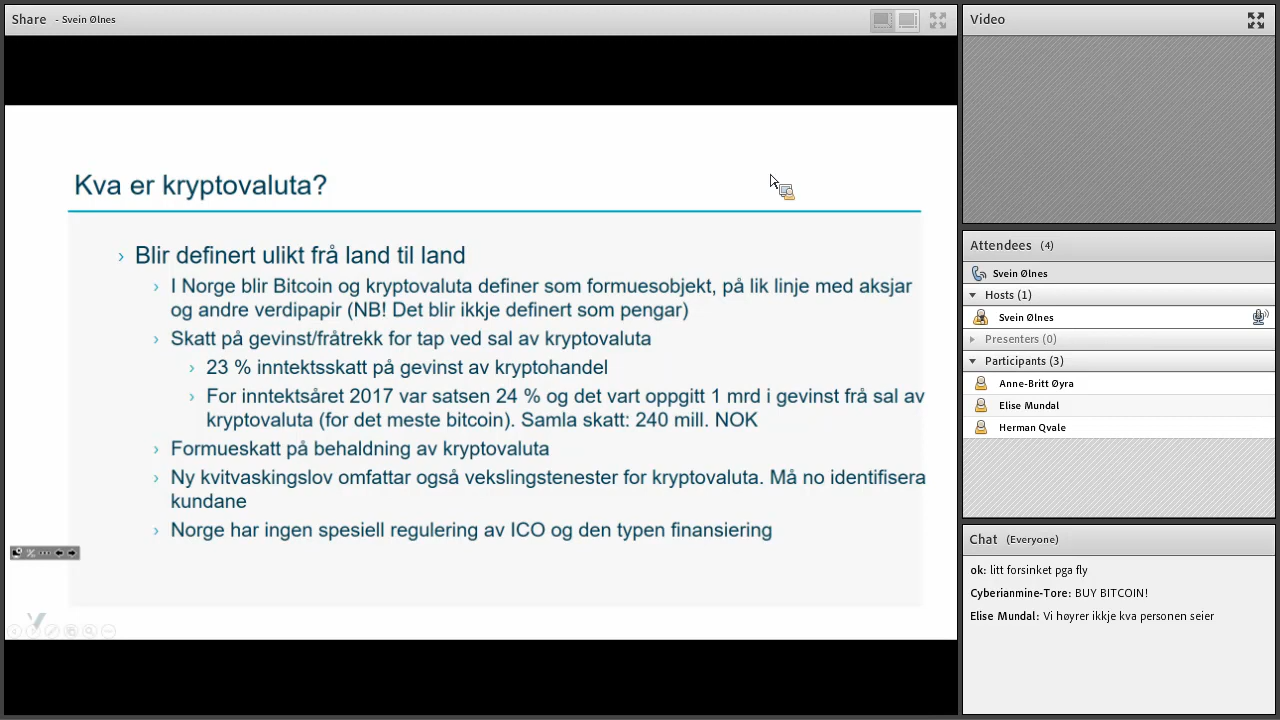 Share - Svein Ølnes
Kva er kryptovaluta?
› Blir definert ulikt frå land til land
› I Norge blir Bitcoin og kryptovaluta definer som formuesobjekt, på lik linje med aksjar
og andre verdipapir (NB! Det blir ikkje definert som pengar)
› Skatt på gevinst/fråtrekk for tap ved sal av kryptovaluta
› 23 % inntektsskatt på gevinst av kryptohandel
› For inntektsåret 2017 var satsen 24 % og det vart oppgitt 1 mrd i gevinst frå sal av
kryptovaluta (for det meste bitcoin). Samla skatt: 240 mill. NOK
› Formueskatt på behaldning av kryptovaluta
› Ny kvitvaskingslov omfattar også vekslingstenester for kryptovaluta. Må no identifisera
kundane
› Norge har ingen spesiell regulering av ICO og den typen finansiering
Video
Attendees (4)
Svein Ølnes
Hosts (1)
Svein Ølnes
Presenters (0)
Participants (3)
Anne-Britt Øyra
Elise Mundal
Herman Qvale
Chat (Everyone)
ok: litt forsinket pga fly
Cyberianmine-Tore: BUY BITCOIN!
Elise Mundal: Vi høyrer ikkje kva personen seier